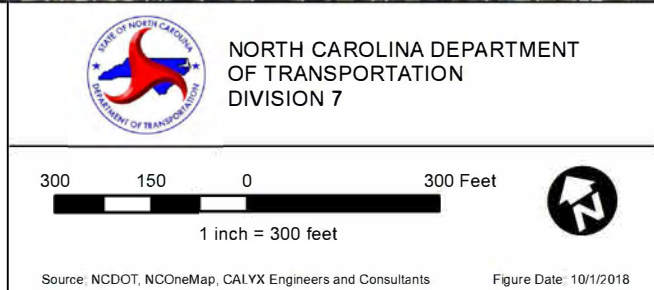 STATE OF NORTH CAROLINA
DEPARTMENT OF TRANSPORTATION
NORTH CAROLINA DEPARTMENT
OF TRANSPORTATION
DIVISION 7
300 150 0 300 Feet
1 inch = 300 feet
N
Source: NCDOT, NCOneMap, CALYX Engineers and Consultants Figure Date: 10/1/2018